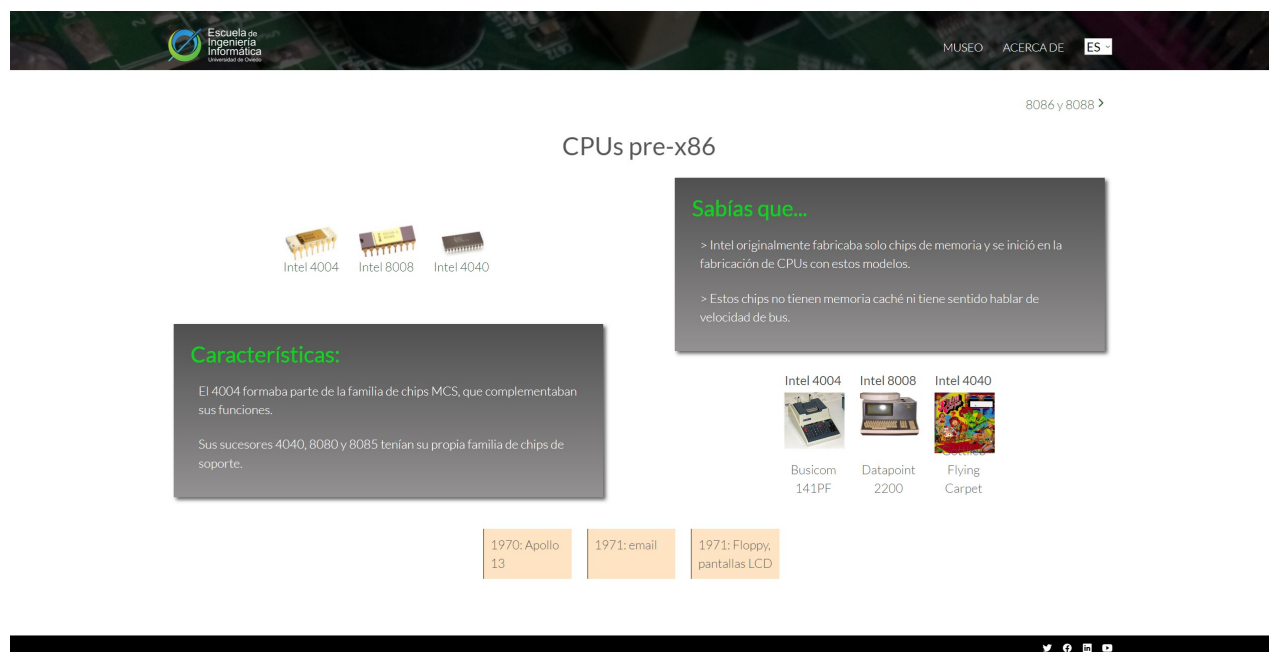 Escuela de
Ingeniería
Informática
Universidad de Oviedo
MUSEO ACERCA DE ES
8086 y 8088
CPUs pre-x86
Intel 4004 Intel 8008 Intel 4040
Sabías que...
> Intel originalmente fabricaba solo chips de memoria y se inició en la
fabricación de CPUs con estos modelos.
> Estos chips no tienen memoria caché ni tiene sentido hablar de
velocidad de bus.
Características:
El 4004 formaba parte de la familia de chips MCS, que complementaban
sus funciones.
Sus sucesores 4040, 8080 y 8085 tenían su propia familia de chips de
soporte.
Intel 4004 Intel 8008 Intel 4040
Busicom
141PF
Datapoint
2200
Flying
Carpet
1970: Apollo
13
1971: email
1971: Floppy,
pantallas LCD